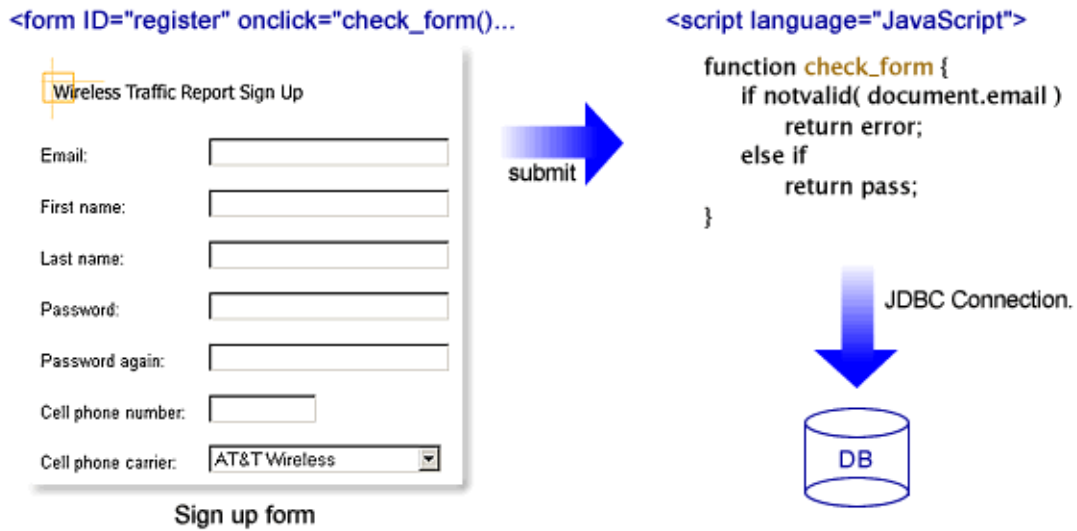 <form ID="register" onclick="check_form()...
Wireless Traffic Report Sign Up
Email:
First name:
Last name:
Password:
Password again:
Cell phone number:
Cell phone carrier:
AT&T Wireless
Sign up form
submit
<script language="JavaScript">
function check_form {
if notvalid( document.email )
return error;
else if
return pass;
}
JDBC Connection.
DB